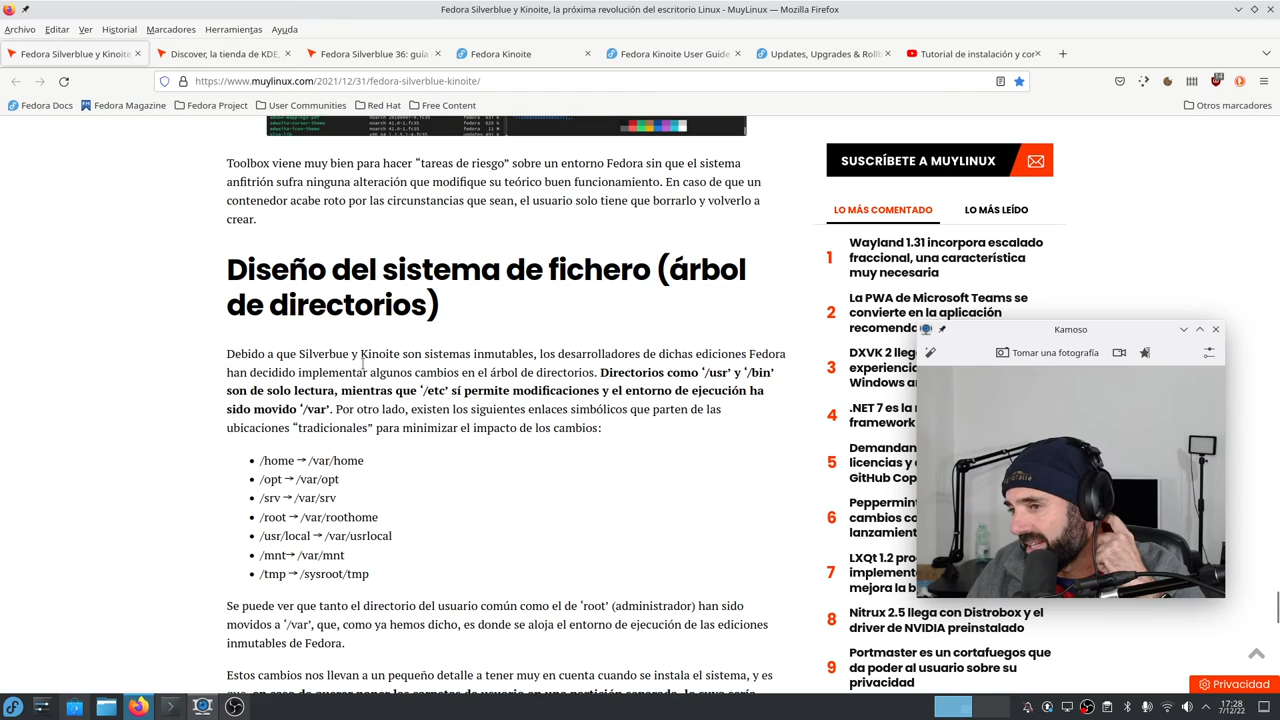 Fedora Silverblue y Kinoite, la próxima revolución del escritorio Linux - MuyLinux — Mozilla Firefox
Archivo Editar Ver Historial Marcadores Herramientas Ayuda
Fedora Silverblue y Kinoite Discover, la tienda de KDE, Fedora Silverblue 36: guía Fedora Kinoite Fedora Kinoite User Guide Updates, Upgrades & Rollb Tutorial de instalación y con
https://www.muylinux.com/2021/12/31/fedora-silverblue-kinoite/
Fedora Docs Fedora Magazine Fedora Project User Communities Red Hat Free Content Otros marcadores
Toolbox viene muy bien para hacer “tareas de riesgo” sobre un entorno Fedora sin que el sistema
anfitrión sufra ninguna alteración que modifique su teórico buen funcionamiento. En caso de que un
contenedor acabe roto por las circunstancias que sean, el usuario solo tiene que borrarlo y volverlo a
crear.
Diseño del sistema de fichero (árbol
de directorios)
Debido a que Silverbue y Kinoite son sistemas inmutables, los desarrolladores de dichas ediciones Fedora
han decidido implementar algunos cambios en el árbol de directorios. Directorios como ‘/usr’ y ‘/bin’
son de solo lectura, mientras que ‘/etc’ sí permite modificaciones y el entorno de ejecución ha
sido movido ‘/var’. Por otro lado, existen los siguientes enlaces simbólicos que parten de las
ubicaciones “tradicionales” para minimizar el impacto de los cambios:
• /home → /var/home
• /opt → /var/opt
• /srv → /var/srv
• /root → /var/roothome
• /usr/local → /var/usrlocal
• /mnt→ /var/mnt
• /tmp → /sysroot/tmp
Se puede ver que tanto el directorio del usuario común como el de ‘root’ (administrador) han sido
movidos a ‘/var’, que, como ya hemos dicho, es donde se aloja el entorno de ejecución de las ediciones
inmutables de Fedora.
Estos cambios nos llevan a un pequeño detalle a tener muy en cuenta cuando se instala el sistema, y es
SUSCRÍBETE A MUYLINUX
LO MÁS COMENTADO LO MÁS LEÍDO
1 Wayland 1.31 incorpora escalado
fraccional, una característica
muy necesaria
2 La PWA de Microsoft Teams se
convierte en la aplicación
recomenda
3 DXVK 2 lleg
experiencia
Windows a
4 .NET 7 es la
framework
5 Demandan
licencias y
GitHub Cop
6 Peppermint
cambios co
lanzamient
7 LXQt 1.2 pro
implement
mejora la b
8 Nitrux 2.5 llega con Distrobox y el
driver de NVIDIA preinstalado
9 Portmaster es un cortafuegos que
da poder al usuario sobre su
privacidad
Kamoso
Tomar una fotografía
Privacidad
17:28
7/12/22